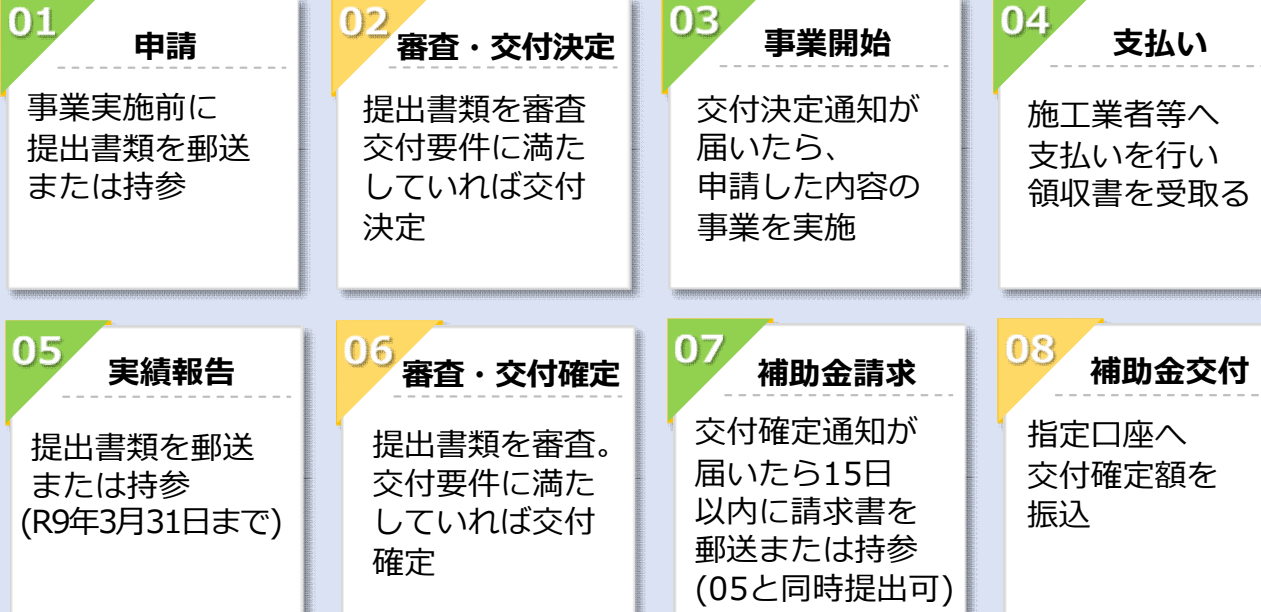 01
申請
事業実施前に
提出書類を郵送
または持参
02
審査・交付決定
提出書類を審査
交付要件に満た
していれば交付
決定
03
事業開始
交付決定通知が
届いたら、
申請した内容の
事業を実施
04
支払い
施工業者等へ
支払いを行い
領収書を受取る
05
実績報告
提出書類を郵送
または持参
(R9年3月31日まで)
06
審査・交付確定
提出書類を審査。
交付要件に満た
していれば交付
確定
07
補助金請求
交付確定通知が
届いたら15日
以内に請求書を
郵送または持参
(05と同時提出可)
08
補助金交付
指定口座へ
交付確定額を
振込